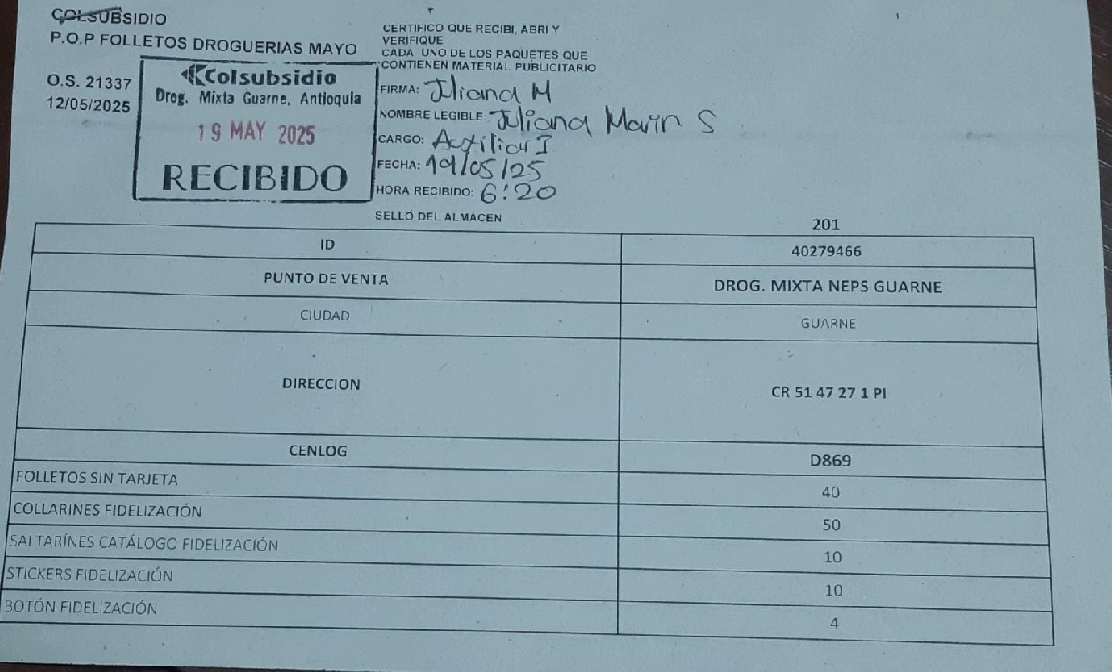 COLSUBSIDIO
P.O.P FOLLETOS DROGUERIAS MAYO
O.S. 21337
12/05/2025
Colsubsidio
Drog. Mixta Guarne, Antioquia
19 MAY 2025
RECIBIDO
CERTIFICO QUE RECIBI, ABRI Y
VERIFIQUE
CADA UNO DE LOS PAQUETES QUE
CONTIENEN MATERIAL PUBLICITARIO
FIRMA: Juliana M
NOMBRE LEGIBLE: Juliana Marin S
CARGO: Auxiliar I
FECHA: 19/05/25
HORA RECIBIDO: 6:20
SELLO DEL ALMACEN
201
ID 40279466
PUNTO DE VENTA DROG. MIXTA NEPS GUARNE
CIUDAD GUARNE
DIRECCION CR 51 47 27 1 PI
CENLOG D869
FOLLETOS SIN TARJETA 40
COLLARINES FIDELIZACIÓN 50
SALTARÍNES CATÁLOGO FIDELIZACIÓN 10
STICKERS FIDELIZACIÓN 10
BOTÓN FIDELIZACIÓN 4